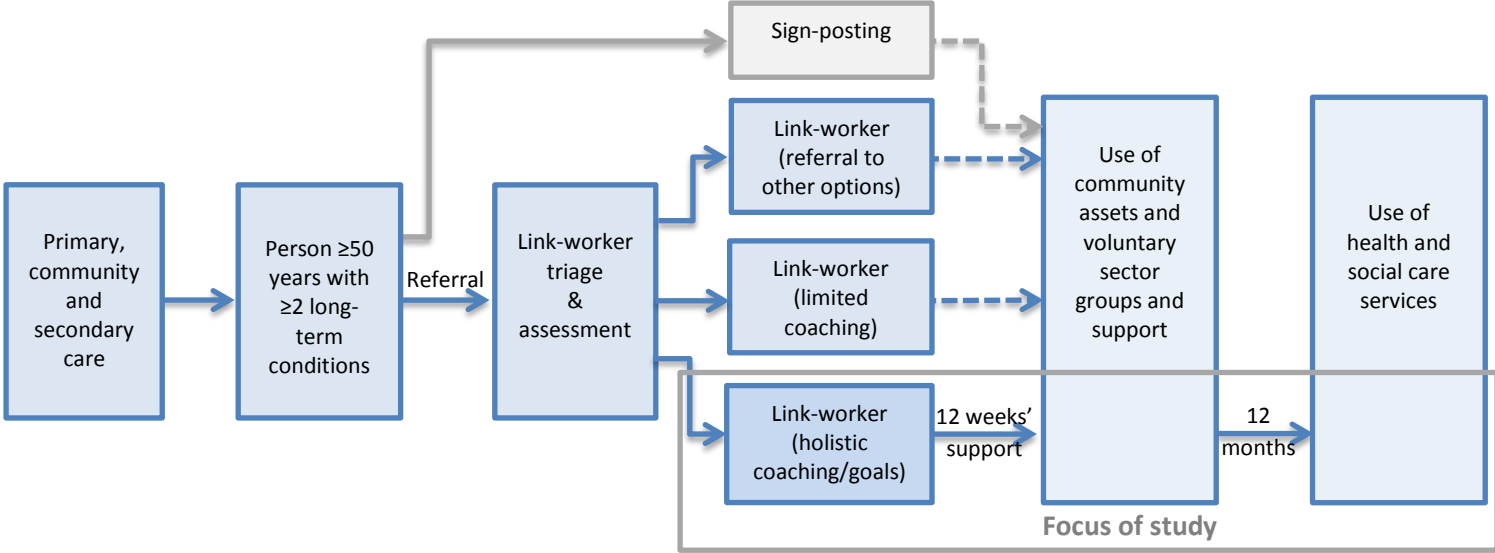 Sign-posting
Primary,
community
and
secondary
care
Person ≥50
years with
≥2 long-
term
conditions
Referral
Link-worker
triage
&
assessment
Link-worker
(referral to
other options)
Link-worker
(limited
coaching)
Link-worker
(holistic
coaching/goals)
12 weeks’
support
Use of
community
assets and
voluntary
sector
groups and
support
12
months
Use of
health and
social care
services
Focus of study